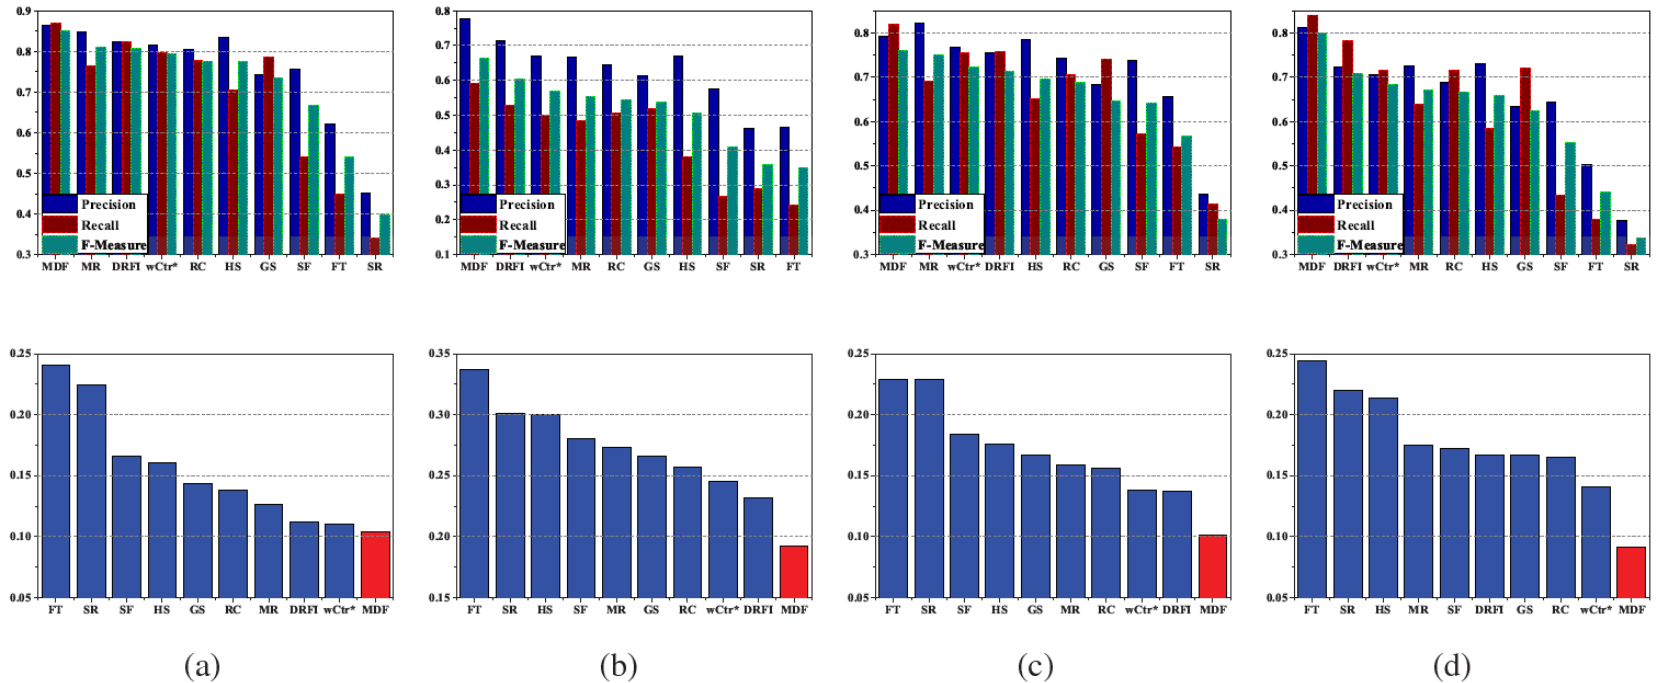 0.9
0.8
0.7
0.6
0.5
0.4
0.3
Precision
Recall
F-Measure
MDF MR DRFI wCtr* RC HS GS SF FT SR
0.8
0.7
0.6
0.5
0.4
0.3
0.2
0.1
Precision
Recall
F-Measure
MDF DRFI wCtr* MR RC GS HS SF SR FT
0.8
0.7
0.6
0.5
0.4
0.3
Precision
Recall
F-Measure
MDF MR wCtr* DRFI HS RC GS SF FT SR
0.8
0.7
0.6
0.5
0.4
0.3
Precision
Recall
F-Measure
MDF DRFI wCtr* MR RC HS GS SF FT SR
0.25
0.20
0.15
0.10
0.05
FT SR SF HS GS RC MR DRFI wCtr* MDF
0.35
0.30
0.25
0.20
0.15
FT SR HS SF MR GS RC wCtr* DRFI MDF
0.25
0.20
0.15
0.10
0.05
FT SR SF HS GS MR RC wCtr* DRFI MDF
0.25
0.20
0.15
0.10
0.05
FT SR HS MR SF DRFI GS RC wCtr* MDF
(a) (b) (c) (d)